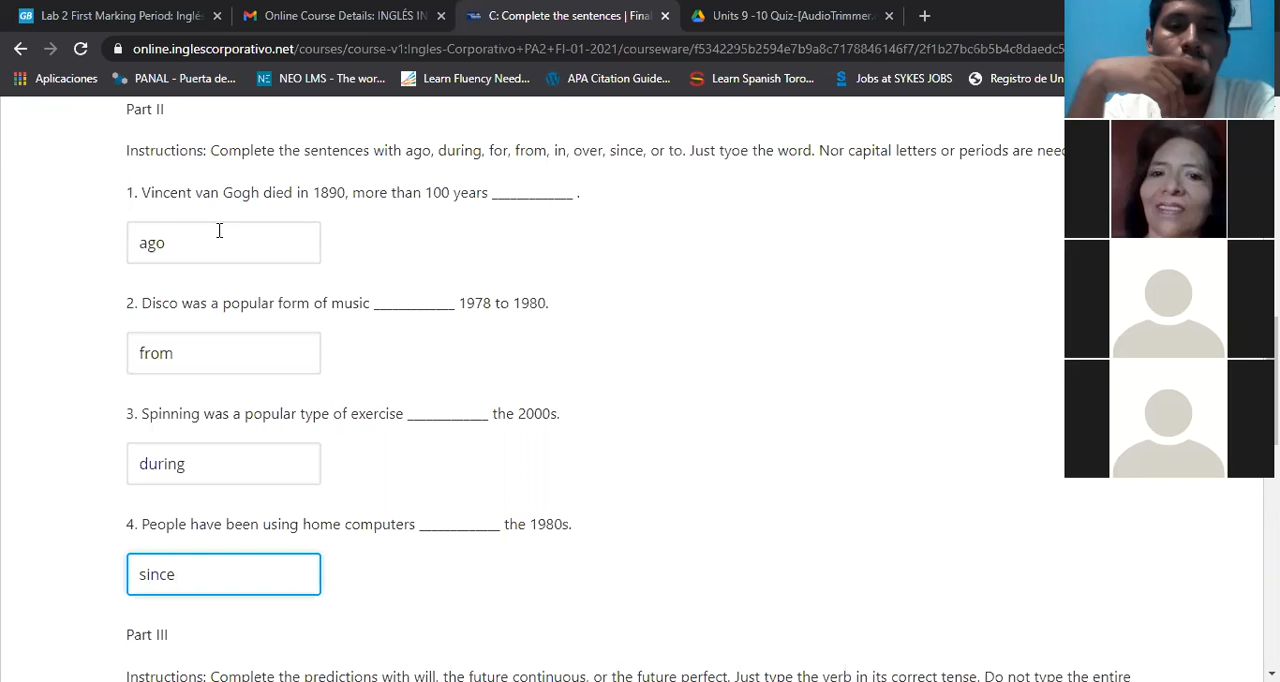 Lab 2 First Marking Period: Inglé
Online Course Details: INGLÉS IN
C: Complete the sentences | Final
Units 9 -10 Quiz-[AudioTrimmer.
online.inglescorporativo.net/courses/course-v1:Ingles-Corporativo+PA2+FI-01-2021/courseware/f5342295b2594e7b9a8c7178846146f7/2f1b27bc6b5b4c8daedc5
Aplicaciones
PANAL - Puerta de...
NEO LMS - The wor...
Learn Fluency Need...
APA Citation Guide...
Learn Spanish Toro...
Jobs at SYKES JOBS
Registro de Un
Part II
Instructions: Complete the sentences with ago, during, for, from, in, over, since, or to. Just tyoe the word. Nor capital letters or periods are need
1. Vincent van Gogh died in 1890, more than 100 years ____________ .
ago
2. Disco was a popular form of music ____________ 1978 to 1980.
from
3. Spinning was a popular type of exercise ____________ the 2000s.
during
4. People have been using home computers ____________ the 1980s.
since
Part III
Instructions: Complete the predictions with will, the future continuous, or the future perfect. Just type the verb in its correct tense. Do not type the entire